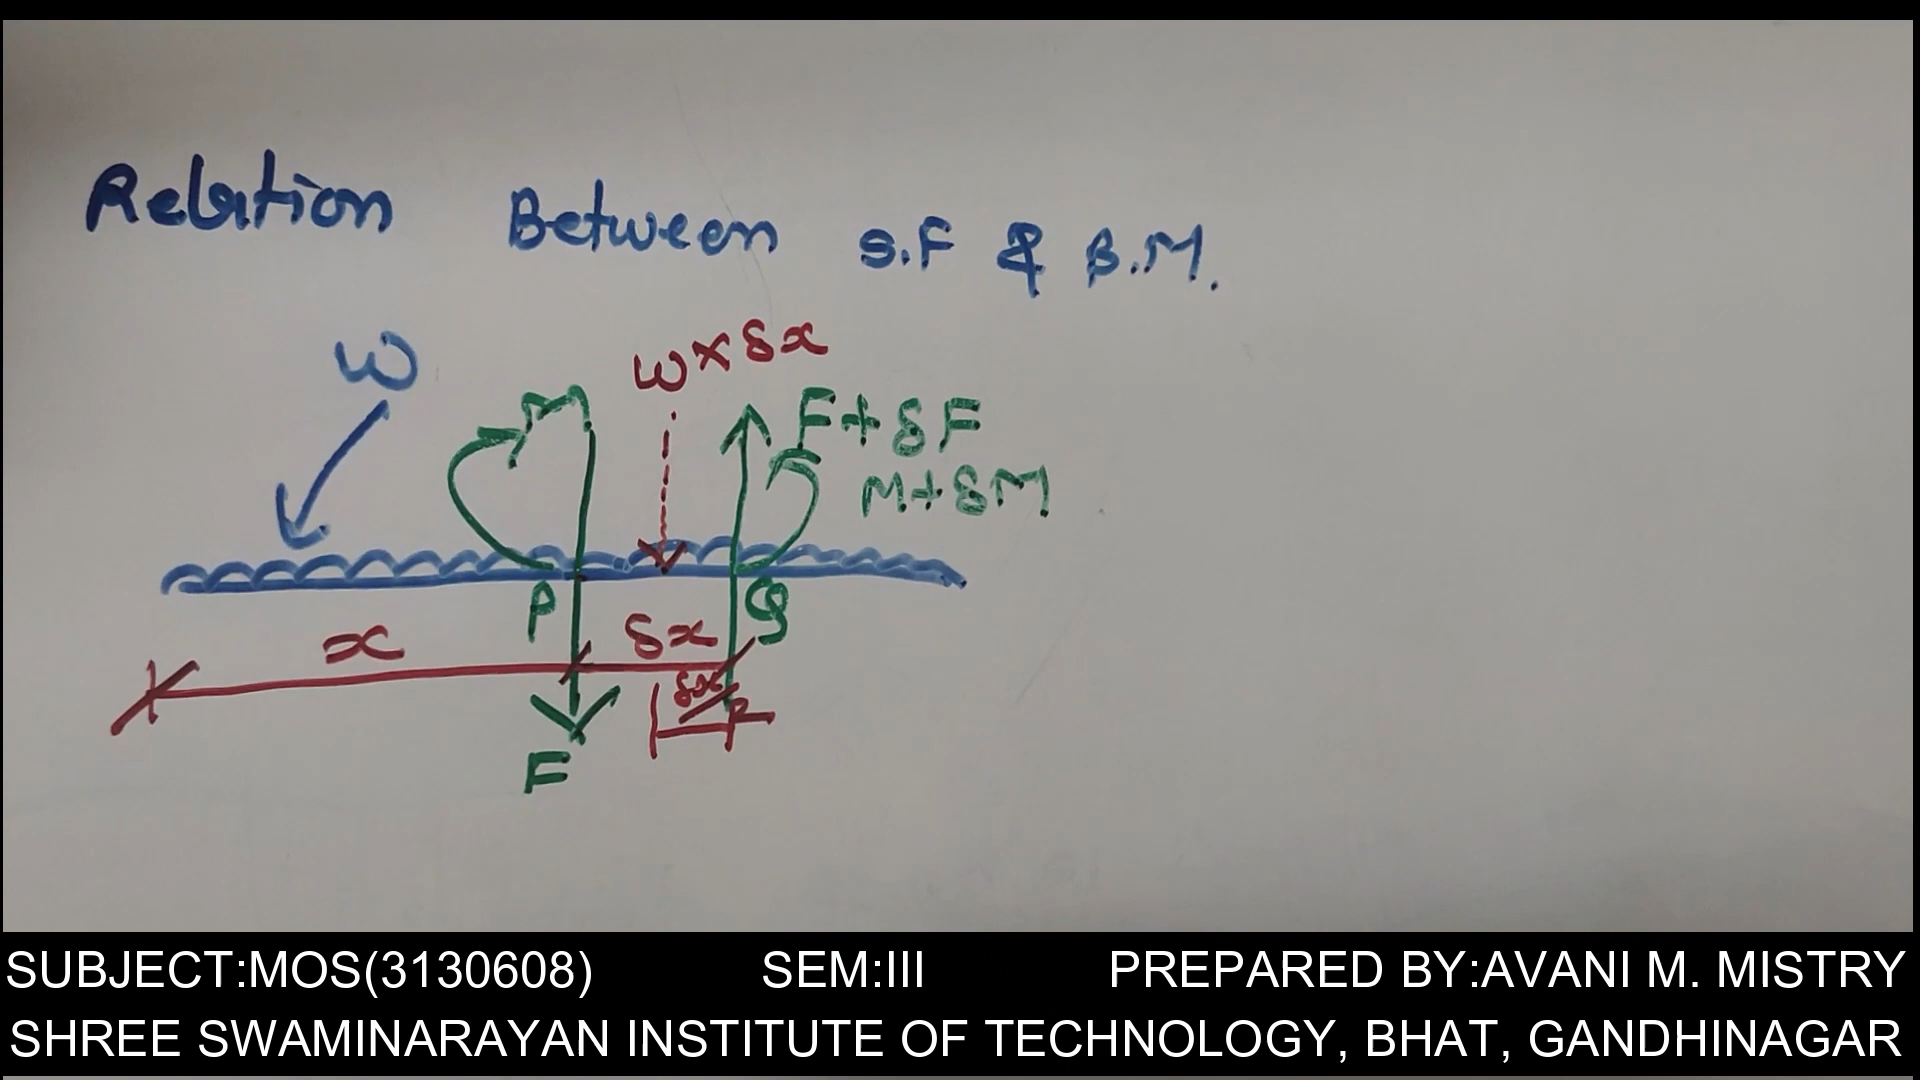 Relation Between S.F & B.M.
W
W×δx
M
F+δF
M+δM
P
Q
x
δx
δx/2
F
SUBJECT:MOS(3130608) SEM:III PREPARED BY:AVANI M. MISTRY
SHREE SWAMINARAYAN INSTITUTE OF TECHNOLOGY, BHAT, GANDHINAGAR